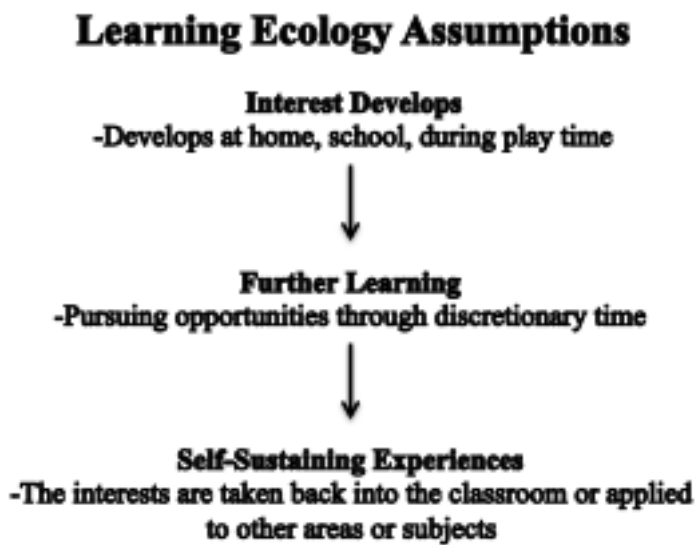 Learning Ecology Assumptions
Interest Develops
-Develops at home, school, during play time
Further Learning
-Pursuing opportunities through discretionary time
Self-Sustaining Experiences
-The interests are taken back into the classroom or applied
to other areas or subjects